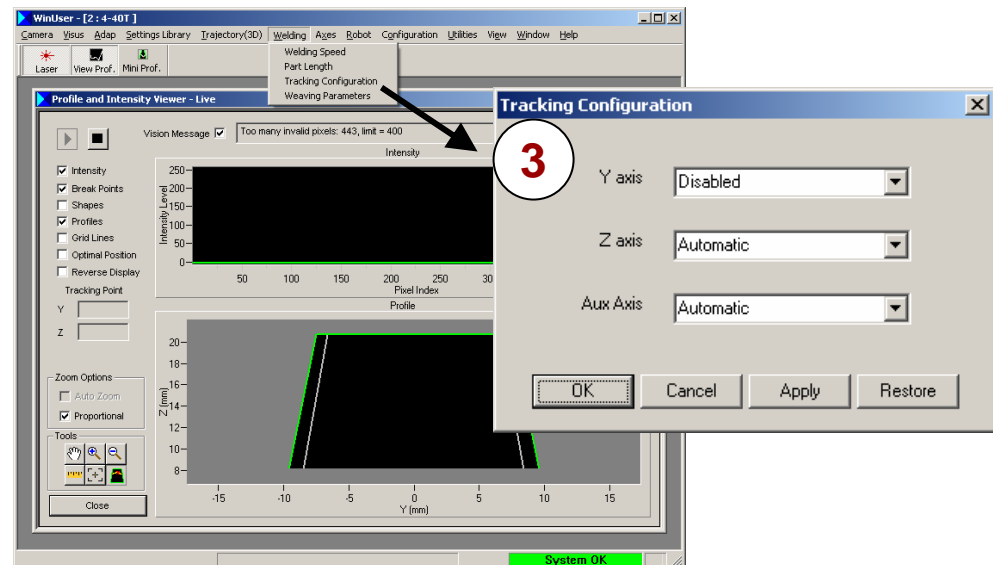 WinUser - [2 : 4-40T ]
Camera Visus Adap Settings Library Trajectory(3D) Welding Axes Robot Configuration Utilities View Window Help
Laser View Prof. Mini Prof.
Welding Speed
Part Length
Tracking Configuration
Weaving Parameters
Profile and Intensity Viewer - Live
Vision Message Too many invalid pixels: 443, limit = 400
Intensity
Intensity
Break Points
Shapes
Profiles
Grid Lines
Optimal Position
Reverse Display
Tracking Point
Y
Z
Intensity Level
250
200
150
100
50
0
50 100 150 200 250 30
Pixel Index
Profile
Z (mm)
20
18
16
14
12
10
8
-15 -10 -5 0 5 10 15
Y (mm)
Zoom Options
Auto Zoom
Proportional
Tools
Close
System OK
Tracking Configuration
3
Y axis Disabled
Z axis Automatic
Aux Axis Automatic
OK Cancel Apply Restore